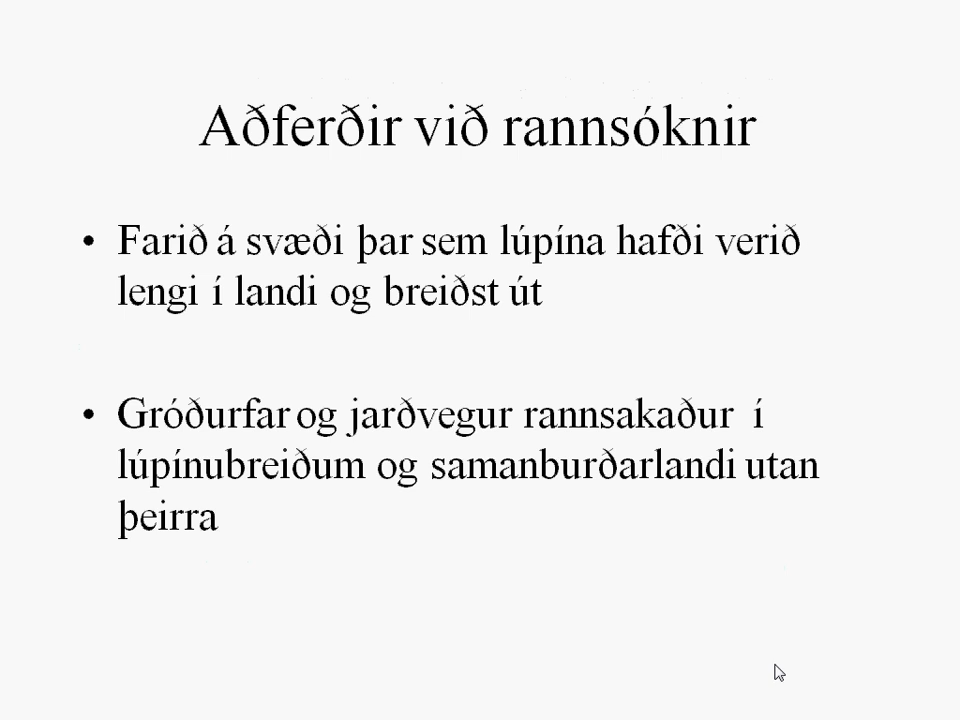 Aðferðir við rannsóknir
• Farið á svæði þar sem lúpína hafði verið
lengi í landi og breiðst út
• Gróðurfar og jarðvegur rannsakaður í
lúpínubreiðum og samanburðarlandi utan
þeirra